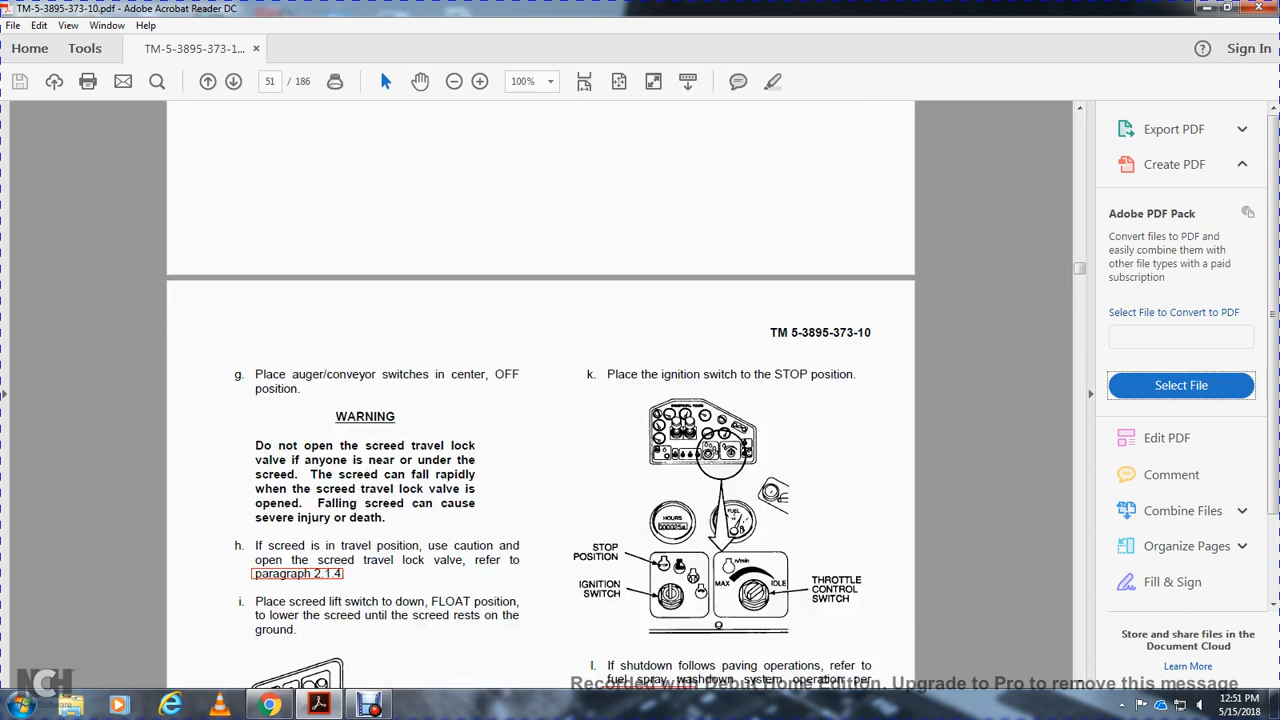 TM-5-3895-373-10.pdf - Adobe Acrobat Reader DC
File Edit View Window Help
Home Tools TM-5-3895-373-1... × Sign In
51 / 186 100%
Export PDF
Create PDF
Adobe PDF Pack
Convert files to PDF and
easily combine them with
other file types with a paid
subscription
Select File to Convert to PDF
Select File
Edit PDF
Comment
Combine Files
Organize Pages
Fill & Sign
Store and share files in the
Document Cloud
Learn More
TM 5-3895-373-10
g. Place auger/conveyor switches in center, OFF
position.
WARNING
Do not open the screed travel lock
valve if anyone is near or under the
screed. The screed can fall rapidly
when the screed travel lock valve is
opened. Falling screed can cause
severe injury or death.
h. If screed is in travel position, use caution and
open the screed travel lock valve, refer to
paragraph 2.1.4
i. Place screed lift switch to down, FLOAT position,
to lower the screed until the screed rests on the
ground.
k. Place the ignition switch to the STOP position.
HOURS
FUEL
STOP
POSITION
IGNITION
SWITCH
n/min
MAX IDLE
THROTTLE
CONTROL
SWITCH
l. If shutdown follows paving operations, refer to
fuel spray washdown system operation per
Recorded with Debut Home Edition. Upgrade to Pro to remove this message
NCH
Software
12:51 PM
5/15/2018